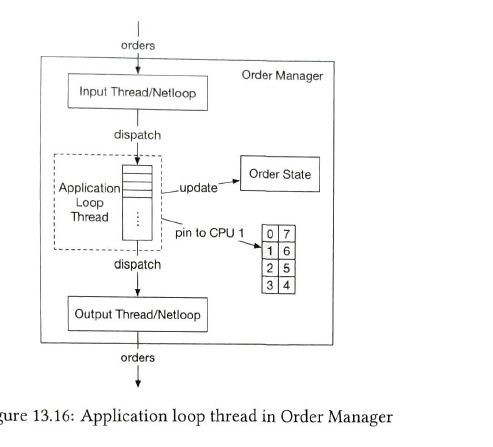 orders
Order Manager
Input Thread/Netloop
dispatch
Application
Loop
Thread
update
Order State
pin to CPU 1
0 7
1 6
2 5
3 4
dispatch
Output Thread/Netloop
orders
gure 13.16: Application loop thread in Order Manager